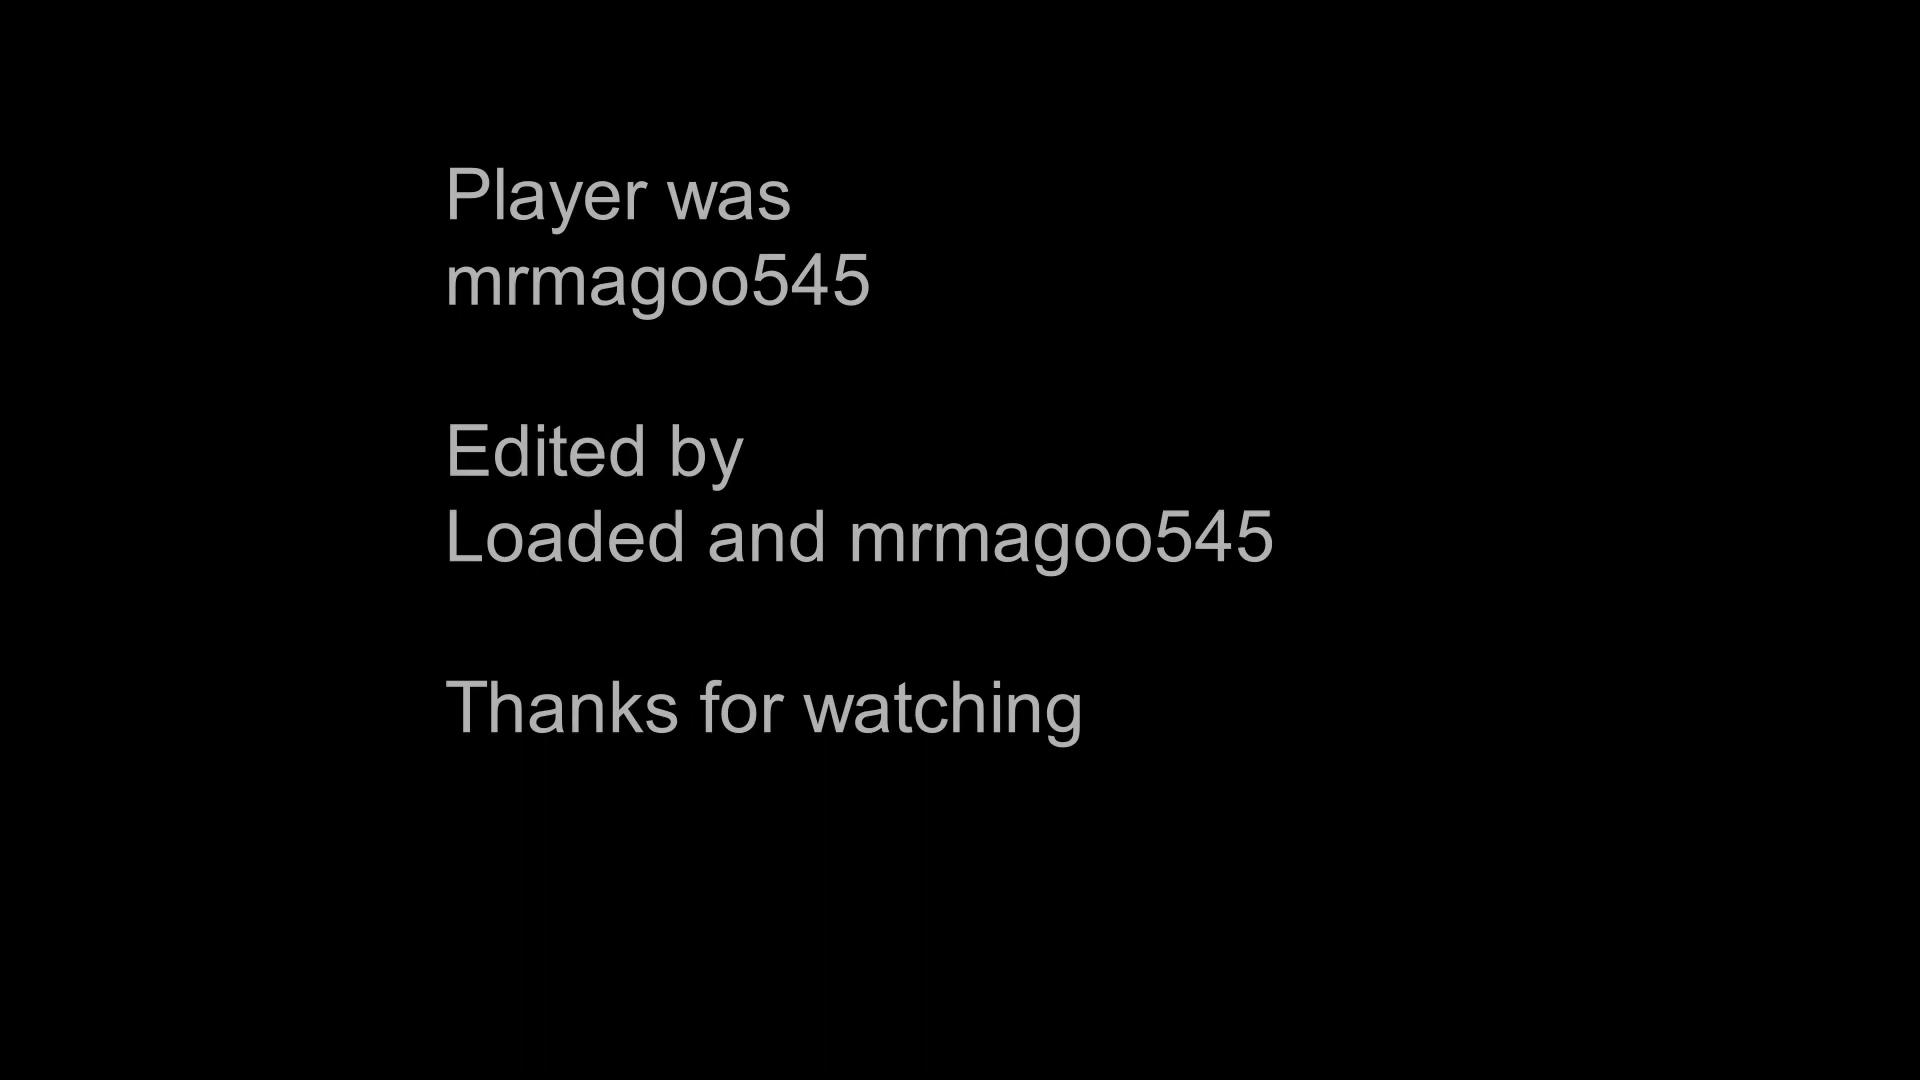 Player was
mrmagoo545
Edited by
Loaded and mrmagoo545
Thanks for watching